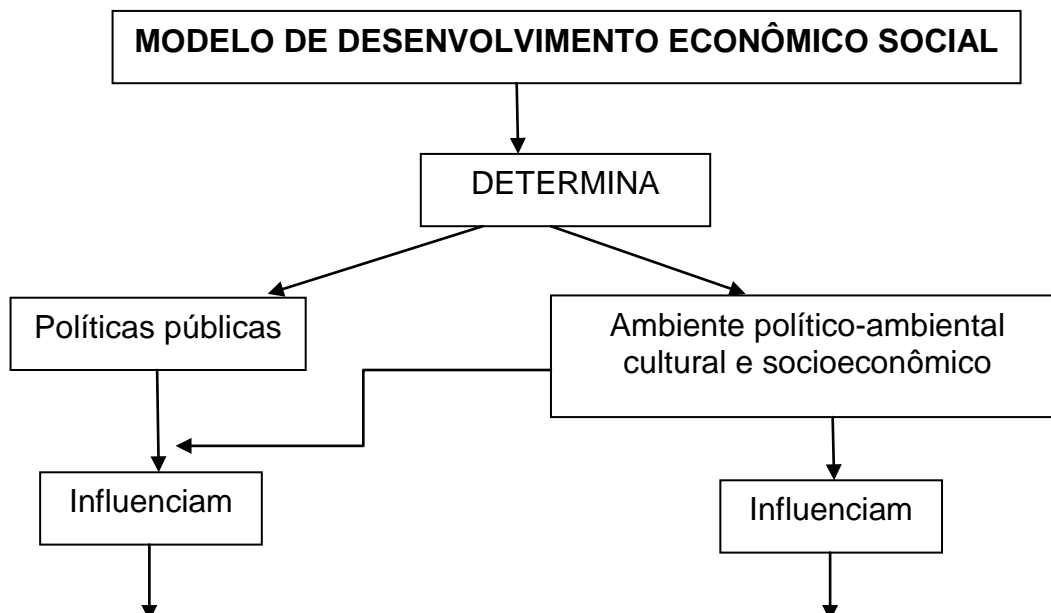 MODELO DE DESENVOLVIMENTO ECONÔMICO SOCIAL
DETERMINA
Políticas públicas
Ambiente político-ambiental
cultural e socioeconômico
Influenciam
Influenciam